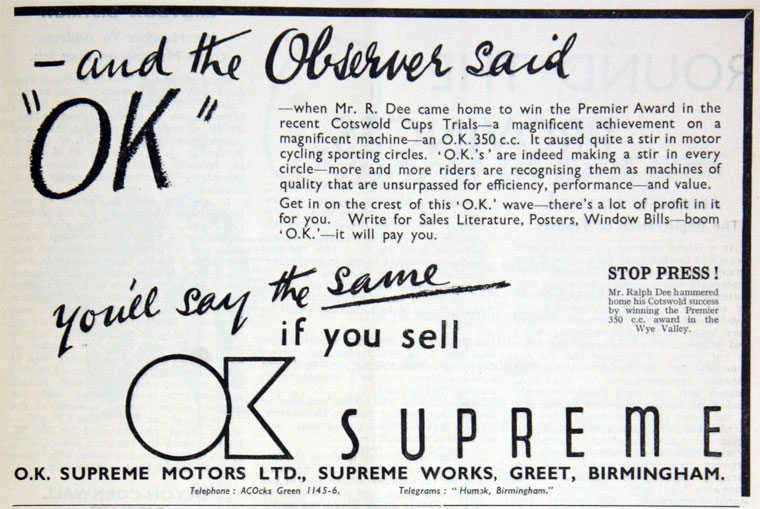 —and the Observer said
"OK"
—when Mr. R. Dee came home to win the Premier Award in the
recent Cotswold Cups Trials—a magnificent achievement on a
magnificent machine—an O.K. 350 c.c. It caused quite a stir in motor
cycling sporting circles. 'O.K.'s' are indeed making a stir in every
circle—more and more riders are recognising them as machines of
quality that are unsurpassed for efficiency, performance—and value.
Get in on the crest of this 'O.K.' wave—there's a lot of profit in it
for you. Write for Sales Literature, Posters, Window Bills—boom
'O.K.'—it will pay you.
you'll say the same
if you sell
STOP PRESS!
Mr. Ralph Dee hammered
home his Cotswold success
by winning the Premier
350 c.c. award in the
Wye Valley.
OK SUPREME
O.K. SUPREME MOTORS LTD., SUPREME WORKS, GREET, BIRMINGHAM.
Telephone : ACOcks Green 1145-6. Telegrams : "Humok, Birmingham."